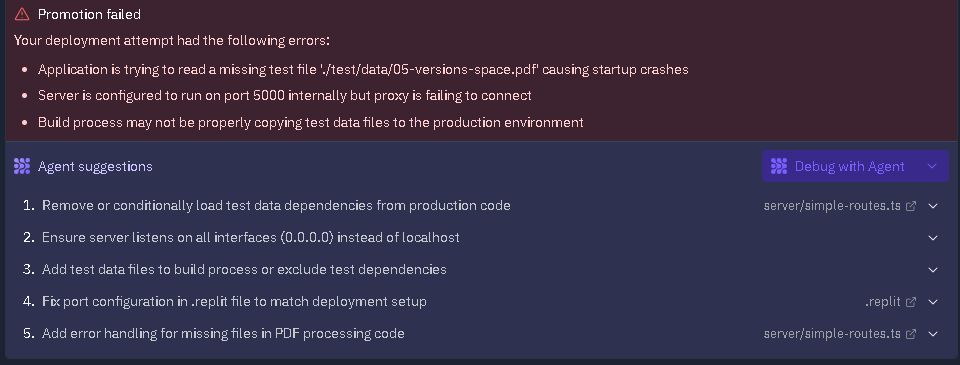 Promotion failed
Your deployment attempt had the following errors:
• Application is trying to read a missing test file './test/data/05-versions-space.pdf' causing startup crashes
• Server is configured to run on port 5000 internally but proxy is failing to connect
• Build process may not be properly copying test data files to the production environment
Agent suggestions
Debug with Agent
1. Remove or conditionally load test data dependencies from production code server/simple-routes.ts
2. Ensure server listens on all interfaces (0.0.0.0) instead of localhost
3. Add test data files to build process or exclude test dependencies
4. Fix port configuration in .replit file to match deployment setup .replit
5. Add error handling for missing files in PDF processing code server/simple-routes.ts